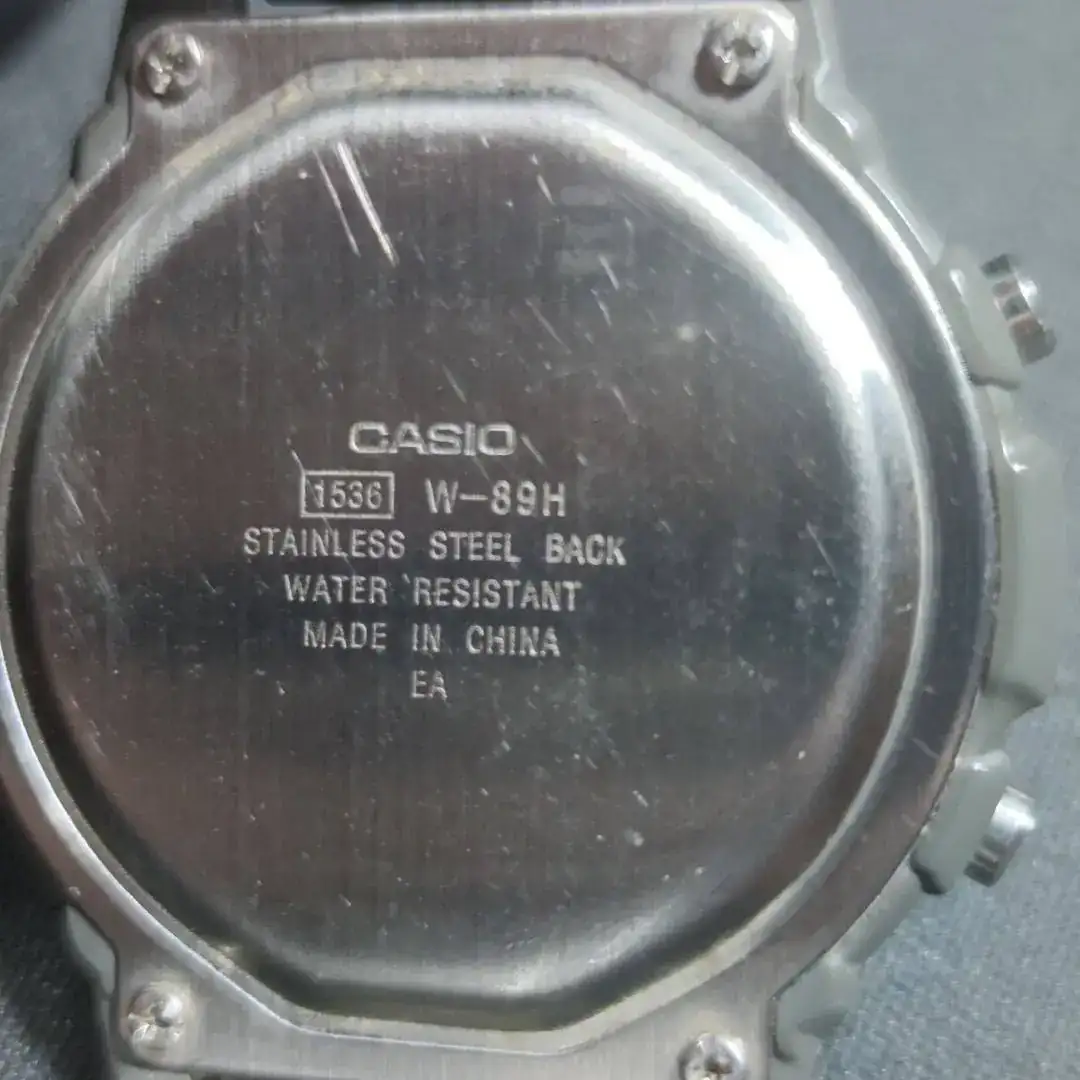 CASIO
1536 W-89H
STAINLESS STEEL BACK
WATER RESISTANT
MADE IN CHINA
EA